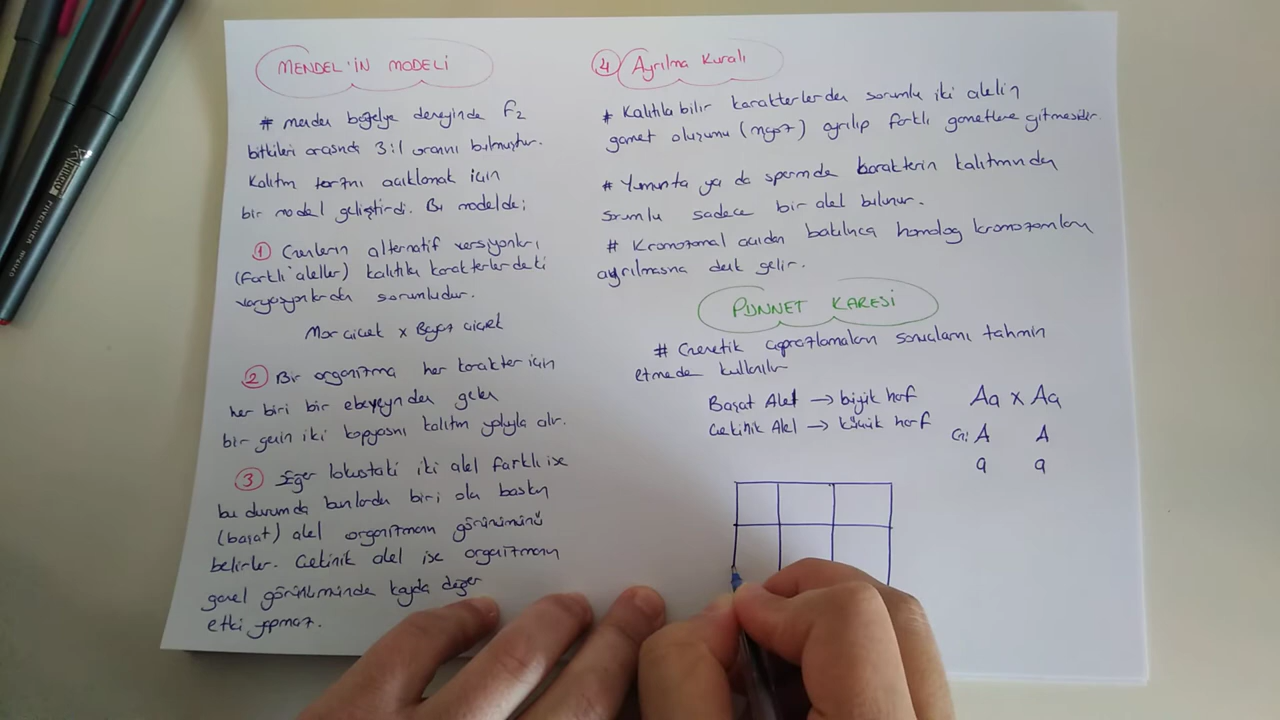 MENDEL'İN MODELİ
# mendel bezelye deneyinde F2
bitkileri arasında 3:1 oranını bulmuştur.
Kalıtım tarzını açıklamak için
bir model geliştirdi. Bu modelde;
① Genlerin alternatif versiyonları
(farklı aleller) kalıtılan karakterlerdeki
varyasyonlardan sorumludur.
Mor çiçek x Beyaz çiçek
② Bir organizma her karakter için
her biri bir ebeveynden gelen
bir genin iki kopyasını kalıtım yoluyla alır.
③ Eğer lokustaki iki alel farklı ise
bu durumda bunlardan biri olan baskın
(başat) alel organizmanın görünümünü
belirler. Çekinik alel ise organizmanın
genel görünümünde kayda değer
etki yapmaz.
④ Ayrılma Kuralı
# Kalıtılabilir karakterlerden sorumlu iki alelin
gamet oluşumu (mayoz) ayrılıp farklı gametlere gitmesidir.
# Yumurta ya da spermde karakterin kalıtımından
sorumlu sadece bir alel bulunur.
# Kromozomal açıdan bakılınca homolog kromozomların
ayrılmasına denk gelir.
PUNNET KARESİ
# Genetik çaprazlamaların sonuçlarını tahmin
etmede kullanılır
Başat Alel → büyük harf
Çekinik Alel → küçük harf
Aa x Aa
G: A A
a a